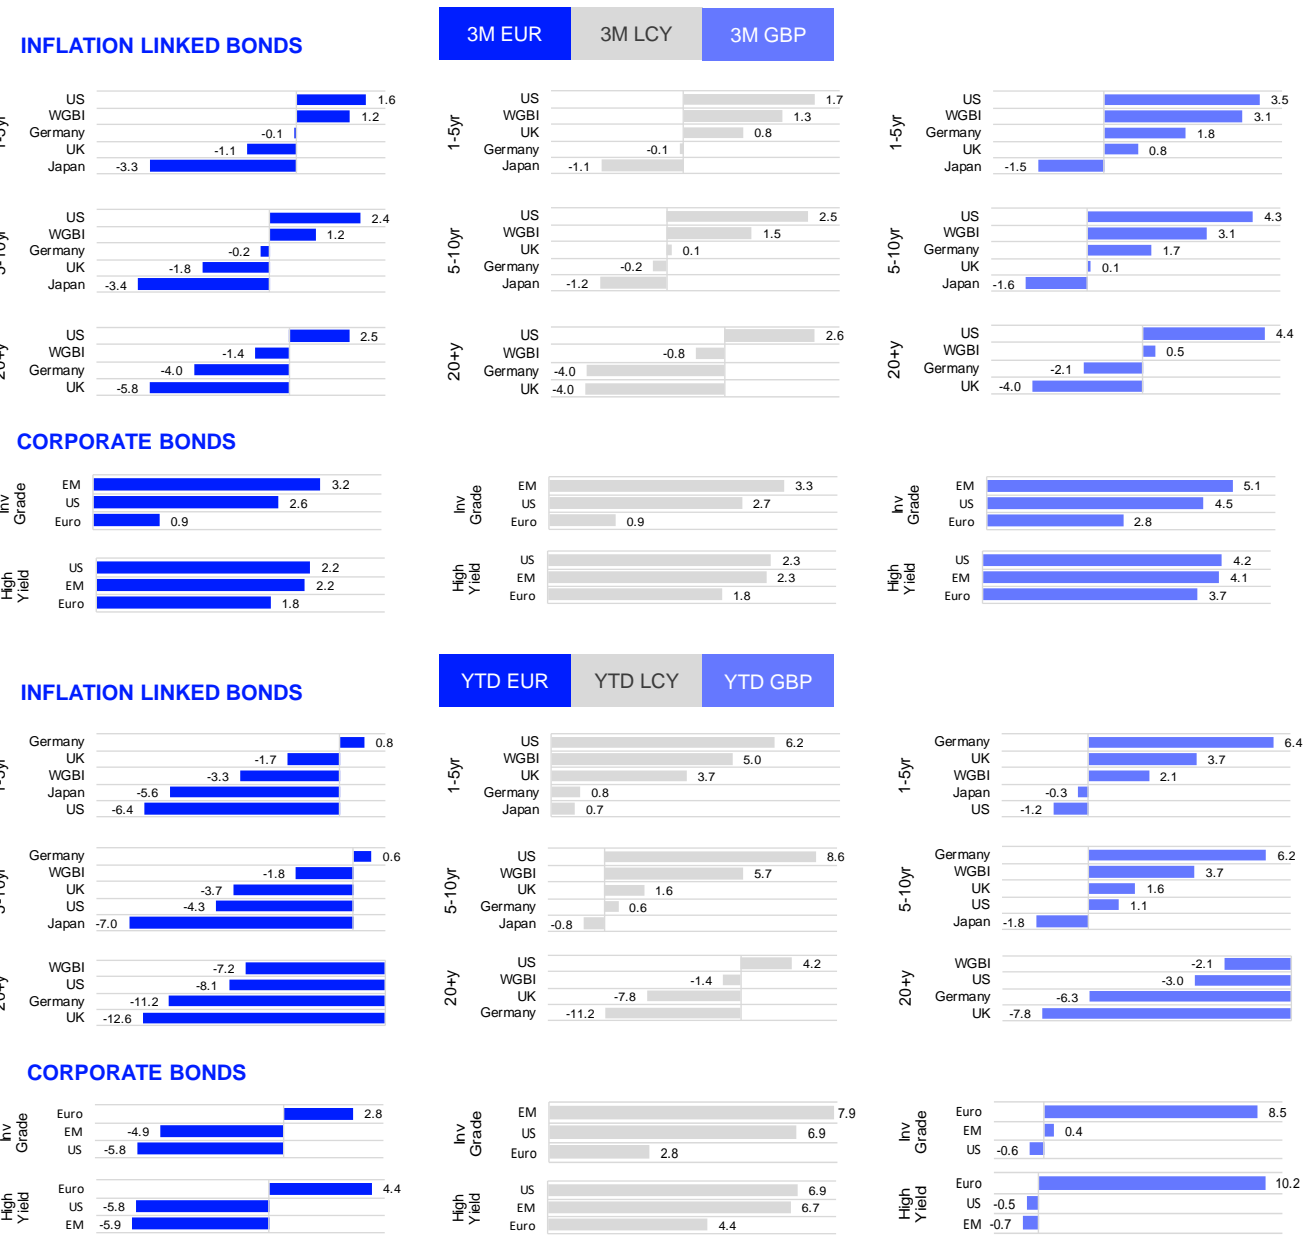 3M EUR 3M LCY 3M GBP
INFLATION LINKED BONDS
1-5yr
US 1.6
WGBI 1.2
Germany -0.1
UK -1.1
Japan -3.3
1-5yr
US 1.7
WGBI 1.3
UK 0.8
Germany -0.1
Japan -1.1
1-5yr
US 3.5
WGBI 3.1
Germany 1.8
UK 0.8
Japan -1.5
5-10yr
US 2.4
WGBI 1.2
Germany -0.2
UK -1.8
Japan -3.4
5-10yr
US 2.5
WGBI 1.5
UK 0.1
Germany -0.2
Japan -1.2
5-10yr
US 4.3
WGBI 3.1
Germany 1.7
UK 0.1
Japan -1.6
20+y
US 2.5
WGBI -1.4
Germany -4.0
UK -5.8
20+y
US 2.6
WGBI -0.8
Germany -4.0
UK -4.0
20+y
US 4.4
WGBI 0.5
Germany -2.1
UK -4.0
CORPORATE BONDS
Inv
Grade
EM 3.2
US 2.6
Euro 0.9
Inv
Grade
EM 3.3
US 2.7
Euro 0.9
Inv
Grade
EM 5.1
US 4.5
Euro 2.8
High
Yield
US 2.2
EM 2.2
Euro 1.8
High
Yield
US 2.3
EM 2.3
Euro 1.8
High
Yield
US 4.2
EM 4.1
Euro 3.7
YTD EUR YTD LCY YTD GBP
INFLATION LINKED BONDS
1-5yr
Germany 0.8
UK -1.7
WGBI -3.3
Japan -5.6
US -6.4
1-5yr
US 6.2
WGBI 5.0
UK 3.7
Germany 0.8
Japan 0.7
1-5yr
Germany 6.4
UK 3.7
WGBI 2.1
Japan -0.3
US -1.2
5-10yr
Germany 0.6
WGBI -1.8
UK -3.7
US -4.3
Japan -7.0
5-10yr
US 8.6
WGBI 5.7
UK 1.6
Germany 0.6
Japan -0.8
5-10yr
Germany 6.2
WGBI 3.7
UK 1.6
US 1.1
Japan -1.8
20+y
WGBI -7.2
US -8.1
Germany -11.2
UK -12.6
20+y
US 4.2
WGBI -1.4
UK -7.8
Germany -11.2
20+y
WGBI -2.1
US -3.0
Germany -6.3
UK -7.8
CORPORATE BONDS
Inv
Grade
Euro 2.8
EM -4.9
US -5.8
Inv
Grade
EM 7.9
US 6.9
Euro 2.8
Inv
Grade
Euro 8.5
EM 0.4
US -0.6
High
Yield
Euro 4.4
US -5.8
EM -5.9
High
Yield
US 6.9
EM 6.7
Euro 4.4
High
Yield
Euro 10.2
US -0.5
EM -0.7